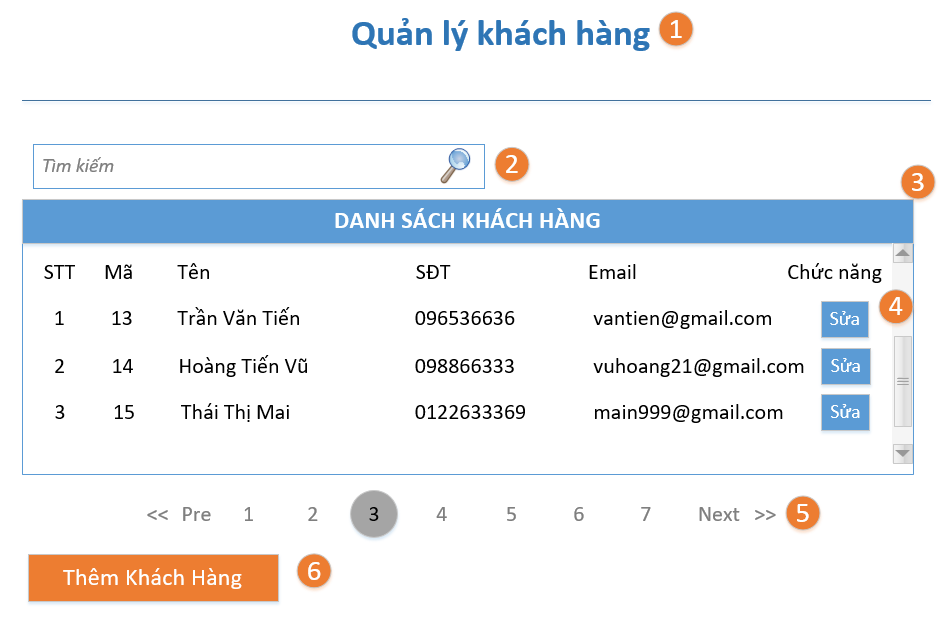 Quản lý khách hàng 1
Tìm kiếm 2
3
DANH SÁCH KHÁCH HÀNG
STT Mã Tên SĐT Email Chức năng
1 13 Trần Văn Tiến 096536636 vantien@gmail.com Sửa 4
2 14 Hoàng Tiến Vũ 098866333 vuhoang21@gmail.com Sửa
3 15 Thái Thị Mai 0122633369 main999@gmail.com Sửa
<< Pre 1 2 3 4 5 6 7 Next >> 5
Thêm Khách Hàng 6